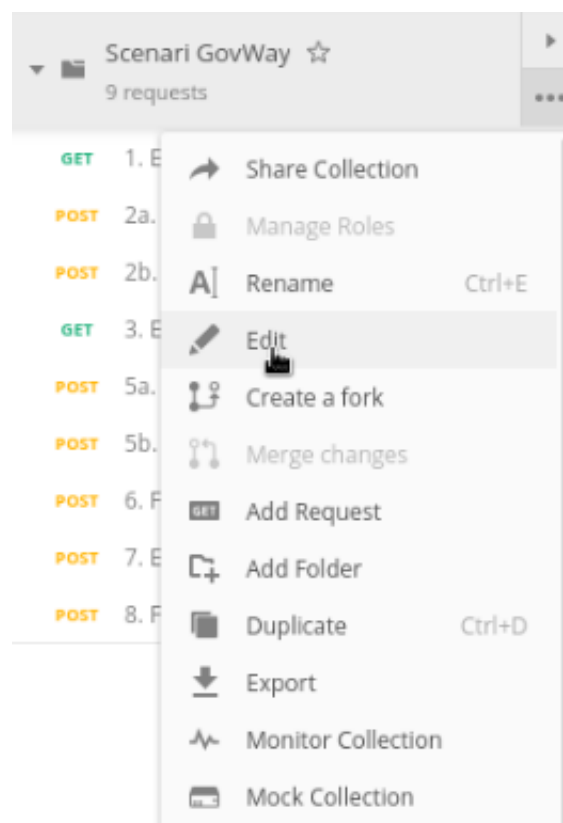 Scenari GovWay
9 requests
GET 1. E
Share Collection
POST 2a.
Manage Roles
POST 2b.
Rename Ctrl+E
GET 3. E
Edit
POST 5a.
Create a fork
POST 5b.
Merge changes
POST 6. F
GET Add Request
POST 7. E
Add Folder
POST 8. F
Duplicate Ctrl+D
Export
Monitor Collection
Mock Collection